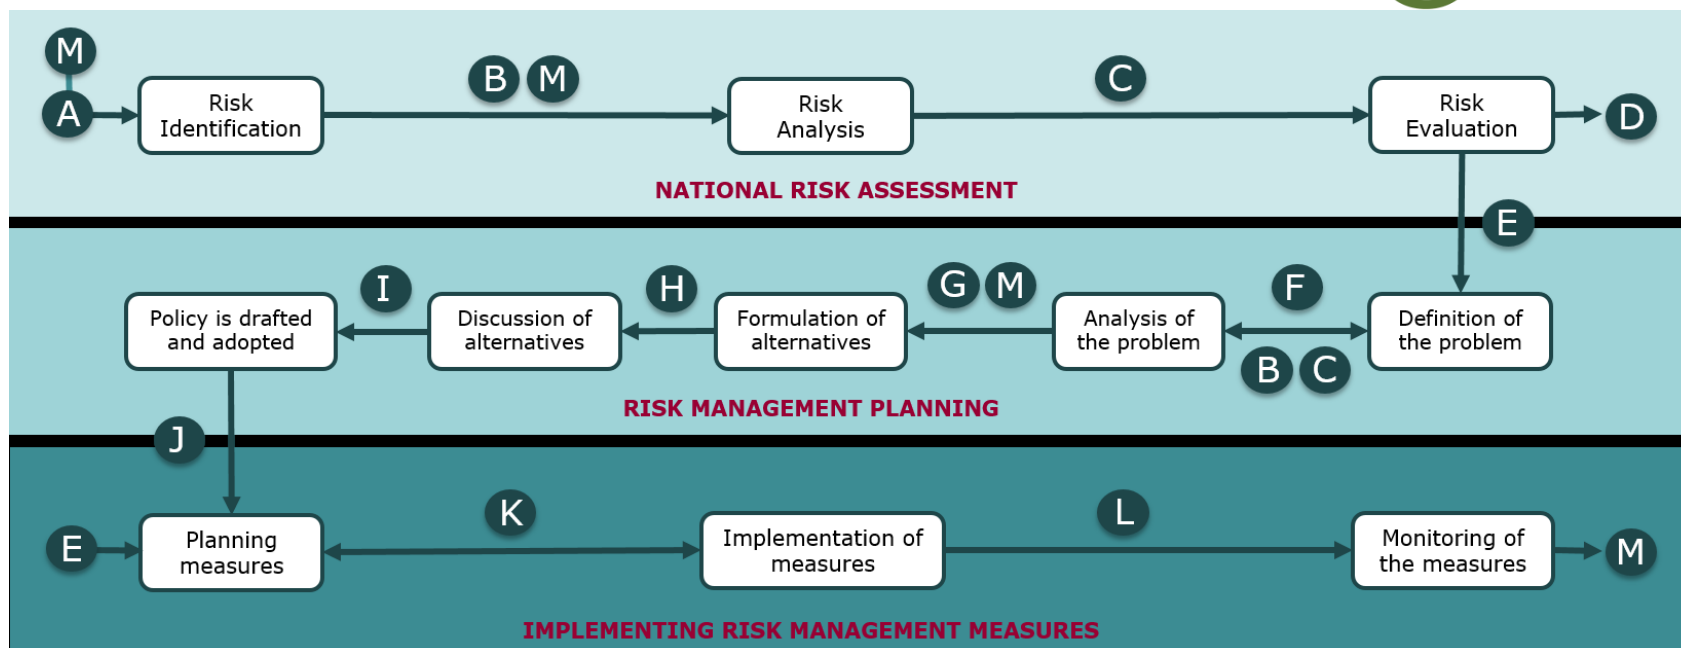 M
B M
C
A
Risk
Identification
Risk
Analysis
Risk
Evaluation
D
NATIONAL RISK ASSESSMENT
E
I
H
G M
F
Policy is drafted
and adopted
Discussion of
alternatives
Formulation of
alternatives
Analysis of
the problem
Definition of
the problem
B C
RISK MANAGEMENT PLANNING
J
K
L
E
Planning
measures
Implementation of
measures
Monitoring of
the measures
M
IMPLEMENTING RISK MANAGEMENT MEASURES